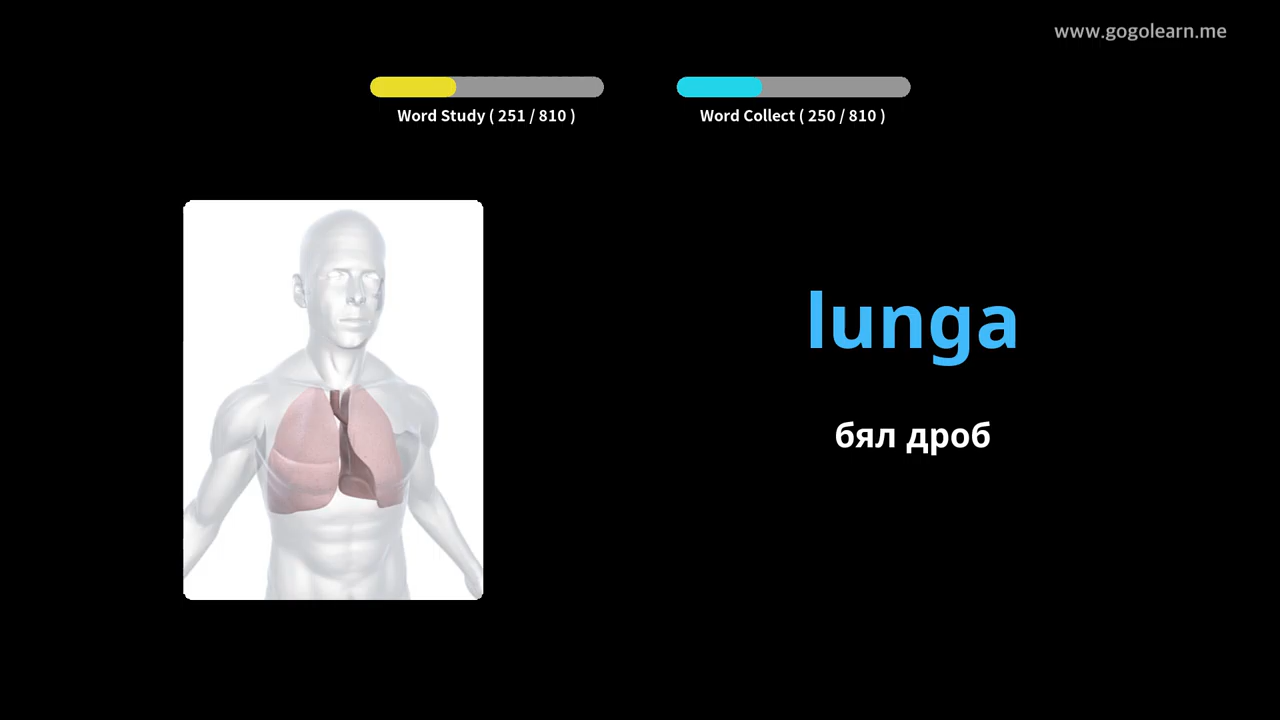 www.gogolearn.me
Word Study ( 251 / 810 )
Word Collect ( 250 / 810 )
lunga
бял дроб